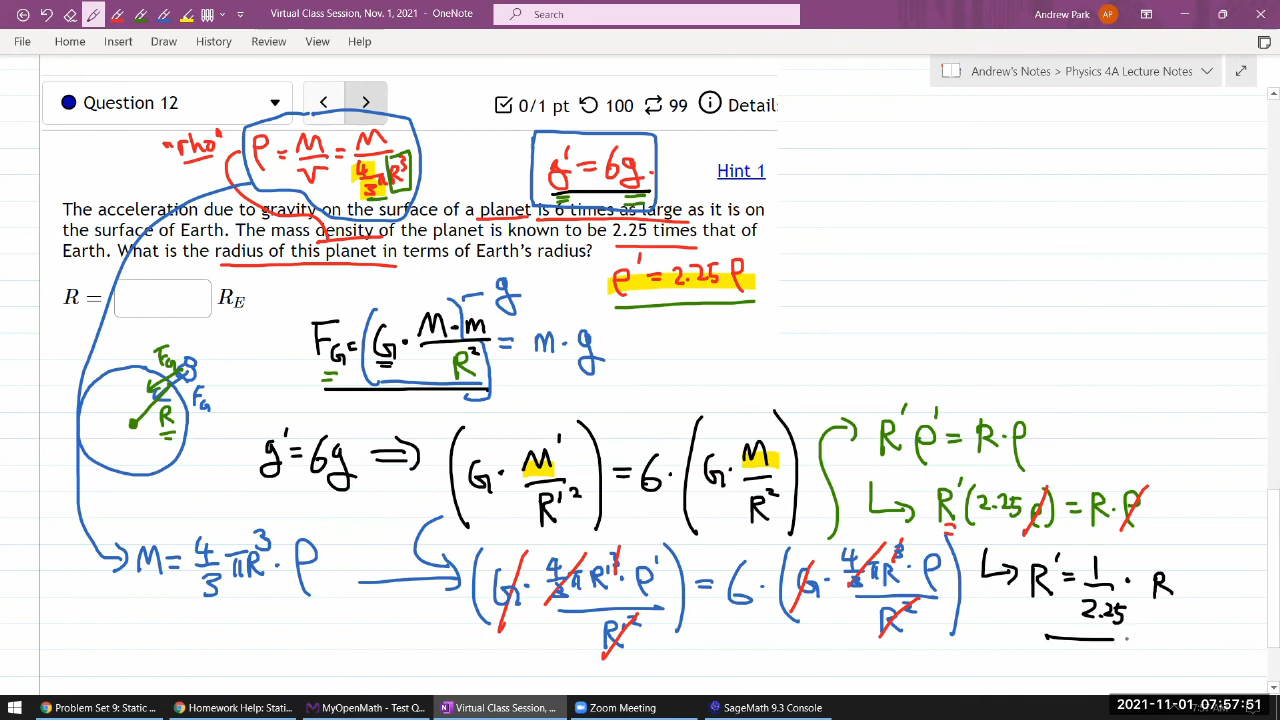 Virtual Class Session, Nov. 1, 2021 - OneNote
Search
Andrew Park
AP
File Home Insert Draw History Review Show View Help
Andrew's Notes > Physics 4A Lecture Notes
Question 12
0/1 pt 100 99 Detail
Hint 1
"rho"
ρ = M/V = M/(4/3 πR³)
g' = 6g.
The acceleration due to gravity on the surface of a planet is 6 times as large as it is on
the surface of Earth. The mass density of the planet is known to be 2.25 times that of
Earth. What is the radius of this planet in terms of Earth's radius?
ρ' = 2.25 ρ
R = R_E
g
F_G = G · M·m/R² = m·g
F_G
F_G
R
g' = 6g ⟹ (G · M'/R'²) = 6 · (G · M/R²)
R'ρ' = R·ρ
R'(2.25ρ) = R·ρ
M = 4/3 πR³ · ρ
(G · 4/3 πR'³ · ρ'/R'²) = 6 · (G · 4/3 πR³ · ρ/R²)
R' = 1/2.25 · R
Problem Set 9: Static ...
Homework Help: Stati...
MyOpenMath - Test Q...
Virtual Class Session, ...
Zoom Meeting
SageMath 9.3 Console
2021-11-01 07:57:51